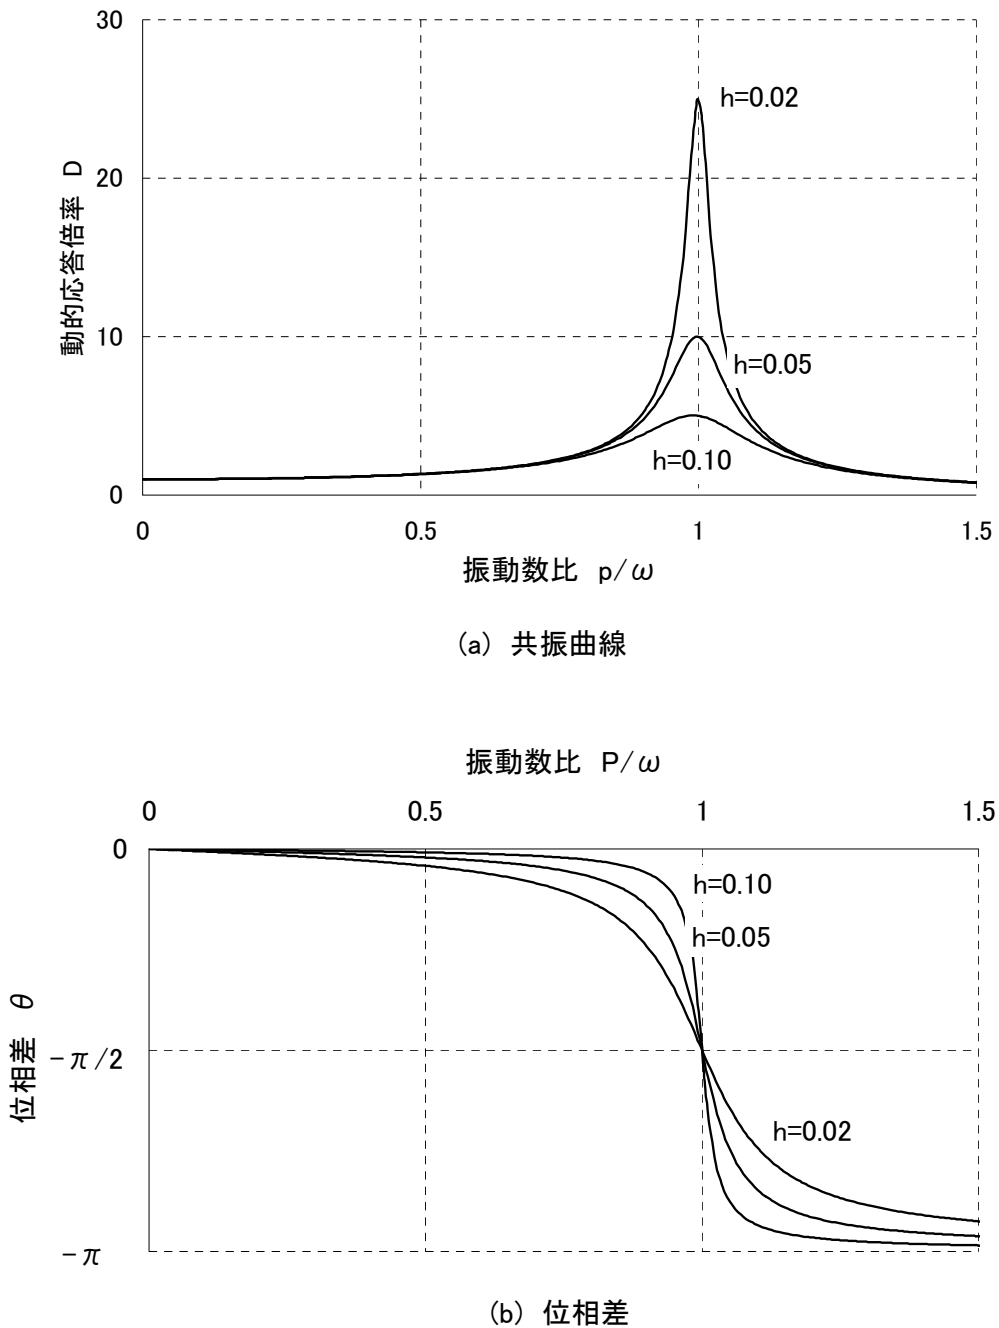 30
h=0.02
20
動的応答倍率 D
10
h=0.05
h=0.10
0
0 0.5 1 1.5
振動数比 p/ω
(a) 共振曲線
振動数比 P/ω
0 0.5 1 1.5
0
h=0.10
h=0.05
位相差 θ
-π/2
h=0.02
-π
(b) 位相差